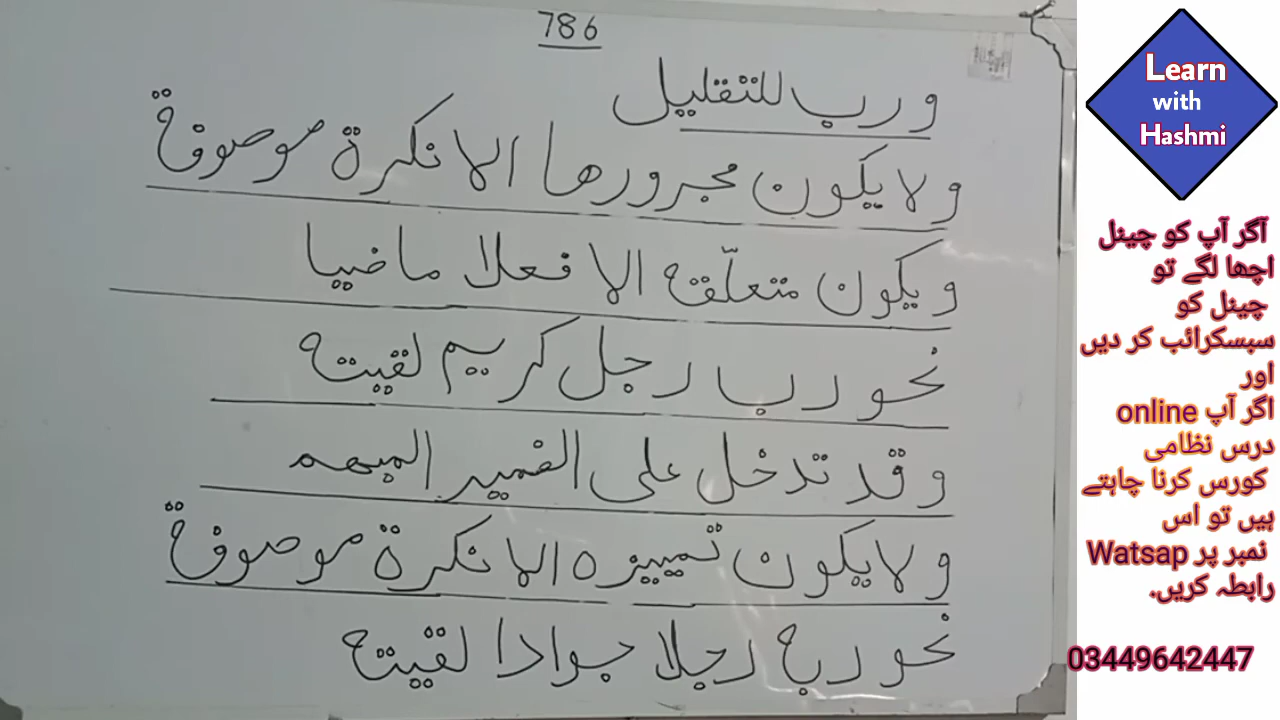 786
ورب للتقليل
ولا يكون مجرورها الا نكرة موصوفة
ويكون متعلّقه الا فعلا ماضيا
نحو رب رجل كريم لقيته
وقد تدخل على الضمير المبهم
ولا يكون تمييزه الا نكرة موصوفة
نحو ربه رجلا جوادا لقيته
Learn
with
Hashmi
اگر آپ کو چینل
اچھا لگے تو
چینل کو
سبسکرائب کر دیں
اور
اگر آپ online
درس نظامی
کورس کرنا چاہتے
ہیں تو اس
نمبر پر Watsap
رابطہ کریں.
03449642447